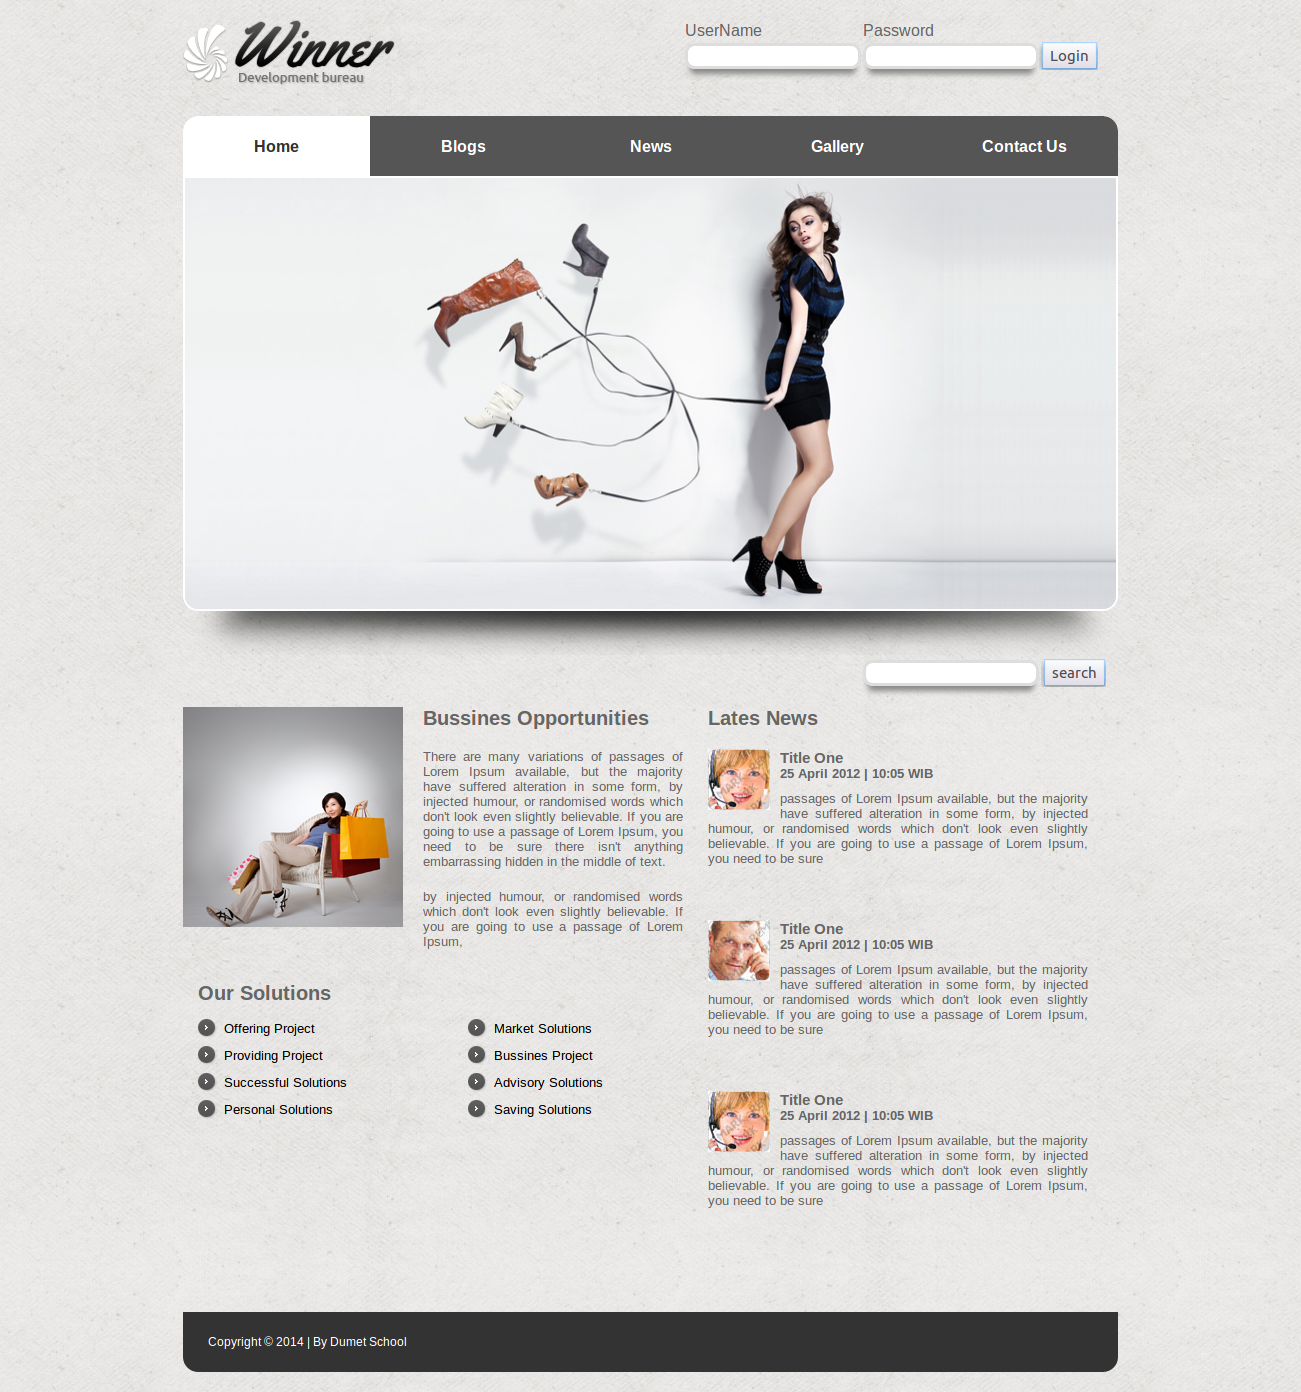 Winner
Development bureau
UserName
Password
Login
Home
Blogs
News
Gallery
Contact Us
search
Bussines Opportunities
There are many variations of passages of
Lorem Ipsum available, but the majority
have suffered alteration in some form, by
injected humour, or randomised words which
don't look even slightly believable. If you are
going to use a passage of Lorem Ipsum, you
need to be sure there isn't anything
embarrassing hidden in the middle of text.
by injected humour, or randomised words
which don't look even slightly believable. If
you are going to use a passage of Lorem
Ipsum,
Our Solutions
Offering Project
Providing Project
Successful Solutions
Personal Solutions
Market Solutions
Bussines Project
Advisory Solutions
Saving Solutions
Lates News
Title One
25 April 2012 | 10:05 WIB
passages of Lorem Ipsum available, but the majority
have suffered alteration in some form, by injected
humour, or randomised words which don't look even slightly
believable. If you are going to use a passage of Lorem Ipsum,
you need to be sure
Title One
25 April 2012 | 10:05 WIB
passages of Lorem Ipsum available, but the majority
have suffered alteration in some form, by injected
humour, or randomised words which don't look even slightly
believable. If you are going to use a passage of Lorem Ipsum,
you need to be sure
Title One
25 April 2012 | 10:05 WIB
passages of Lorem Ipsum available, but the majority
have suffered alteration in some form, by injected
humour, or randomised words which don't look even slightly
believable. If you are going to use a passage of Lorem Ipsum,
you need to be sure
Copyright © 2014 | By Dumet School